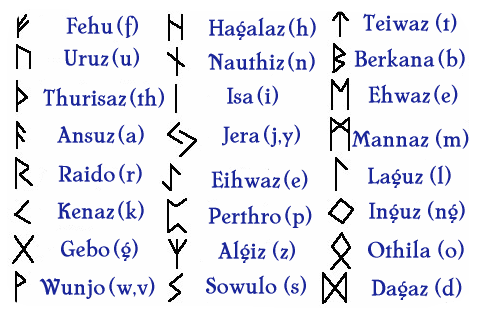 ᚠ Fehu (f) ᚺ Hagalaz (h) ᛏ Teiwaz (t)
ᚢ Uruz (u) ᚾ Nauthiz (n) ᛒ Berkana (b)
ᚦ Thurisaz (th) ᛁ Isa (i) ᛖ Ehwaz (e)
ᚨ Ansuz (a) ᛃ Jera (j,y) ᛗ Mannaz (m)
ᚱ Raido (r) ᛇ Eihwaz (e) ᛚ Laguz (l)
ᚲ Kenaz (k) ᛈ Perthro (p) ᛜ Inguz (ng)
ᚷ Gebo (g) ᛉ Algiz (z) ᛟ Othila (o)
ᚹ Wunjo (w,v) ᛊ Sowulo (s) ᛞ Dagaz (d)